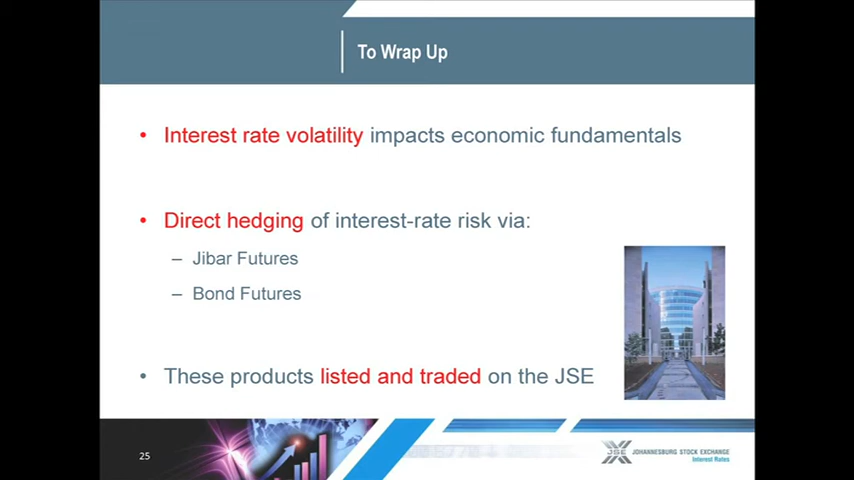 To Wrap Up
• Interest rate volatility impacts economic fundamentals
• Direct hedging of interest-rate risk via:
– Jibar Futures
– Bond Futures
• These products listed and traded on the JSE
25
JSE
JOHANNESBURG STOCK EXCHANGE
Interest Rates